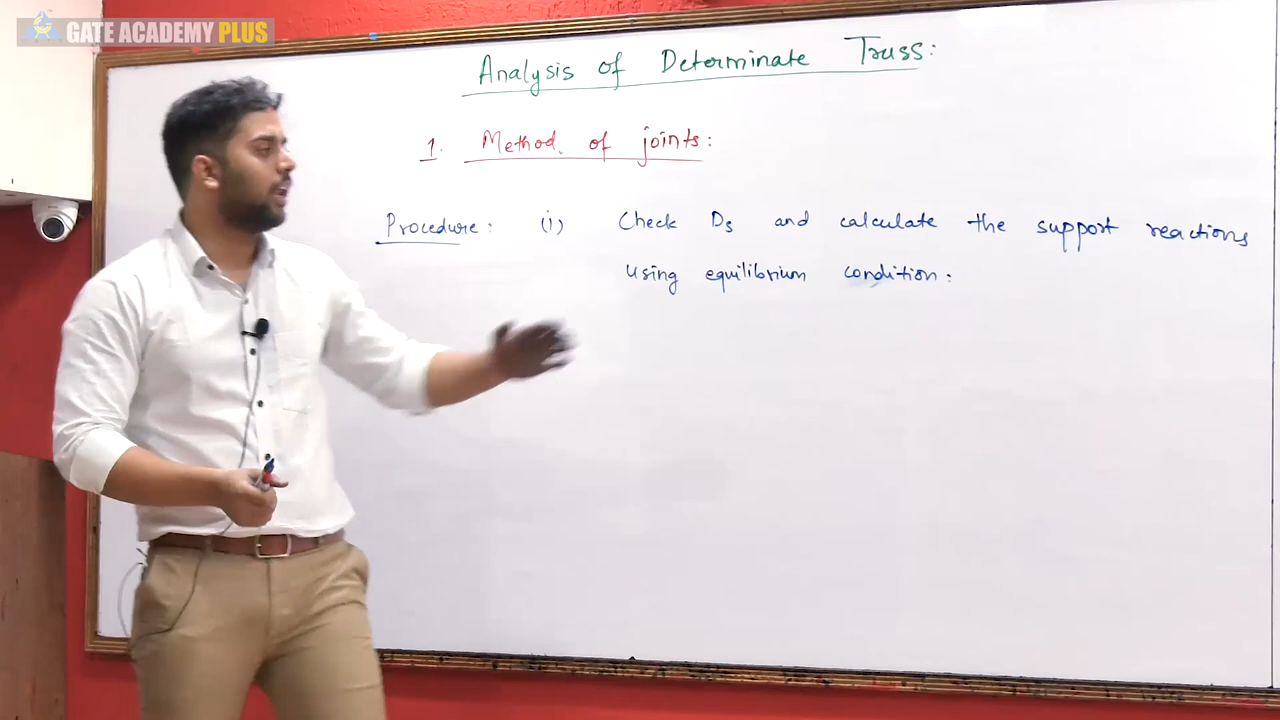 GATE ACADEMY PLUS
Analysis of Determinate Truss:
1. Method of joints:
Procedure: (i) Check Ds and calculate the support reactions
using equilibrium condition: